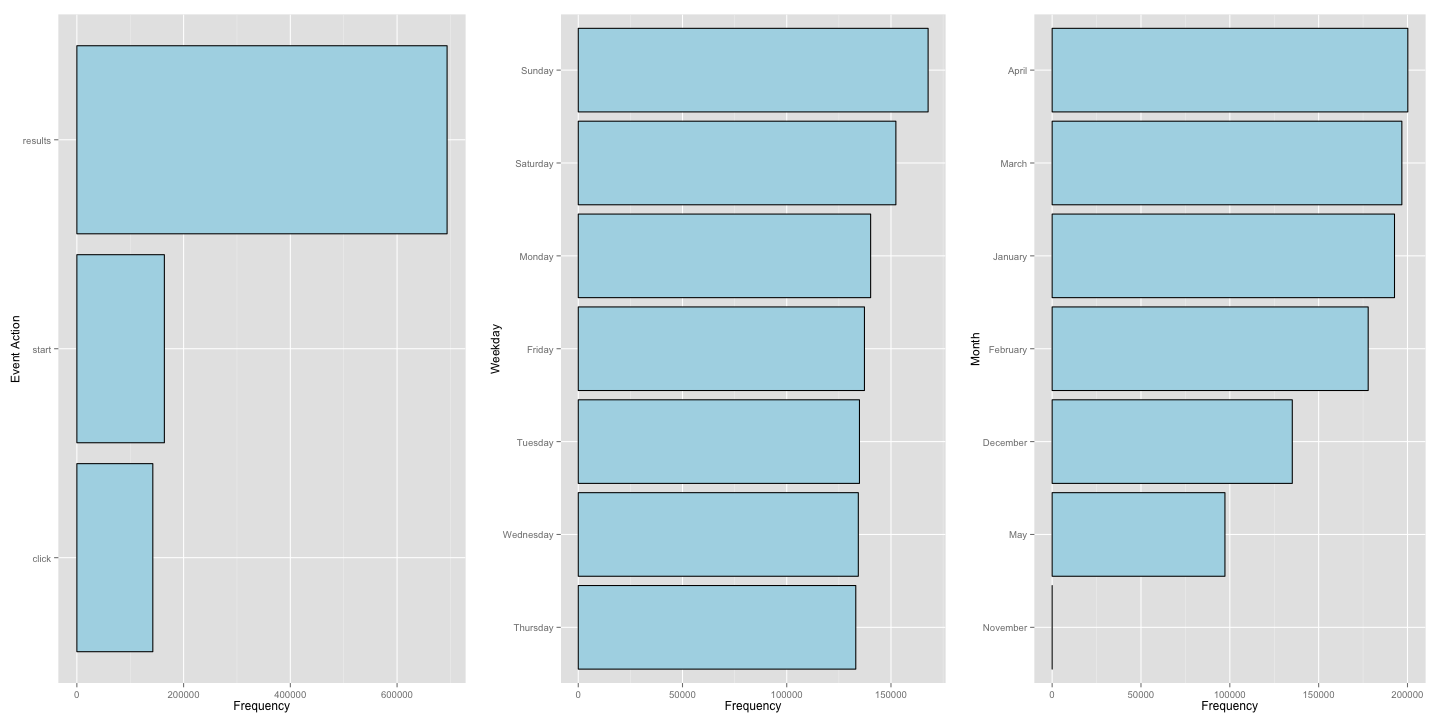 Event Action
results
start
click
0 200000 400000 600000
Frequency
Weekday
Sunday
Saturday
Monday
Friday
Tuesday
Wednesday
Thursday
0 50000 100000 150000
Frequency
Month
April
March
January
February
December
May
November
0 50000 100000 150000 200000
Frequency